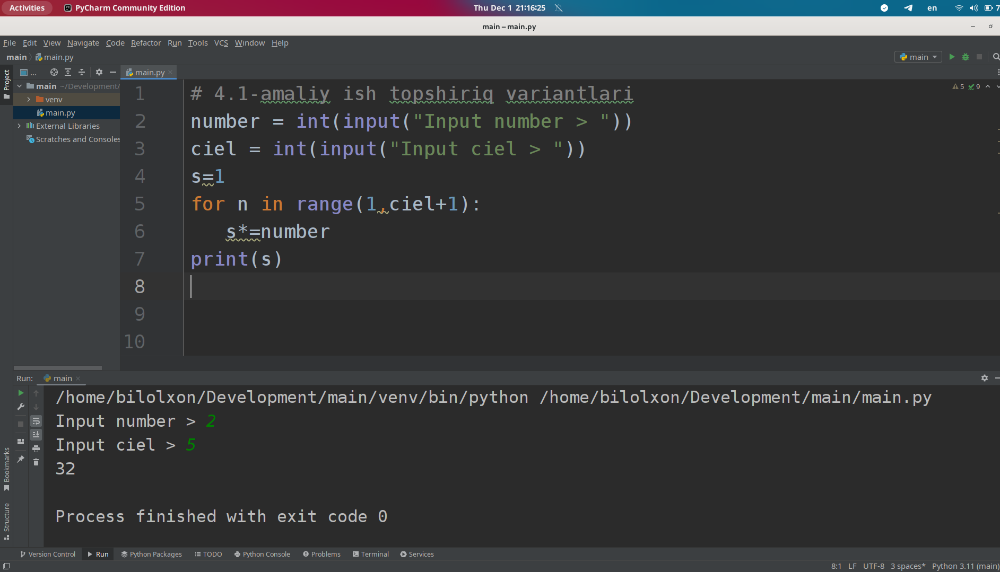 Activities PyCharm Community Edition Thu Dec 1 21:16:25 en 7
main – main.py
File Edit View Navigate Code Refactor Run Tools VCS Window Help
main main.py main
Project
... main.py
main ~/Development/
venv
main.py
External Libraries
Scratches and Consoles
5 9
1 # 4.1-amaliy ish topshiriq variantlari
2 number = int(input("Input number > "))
3 ciel = int(input("Input ciel > "))
4 s=1
5 for n in range(1,ciel+1):
6 s*=number
7 print(s)
8
9
10
Run: main
/home/bilolxon/Development/main/venv/bin/python /home/bilolxon/Development/main/main.py
Input number > 2
Input ciel > 5
32
Process finished with exit code 0
Bookmarks
Structure
Version Control Run Python Packages TODO Python Console Problems Terminal Services
8:1 LF UTF-8 3 spaces* Python 3.11 (main)